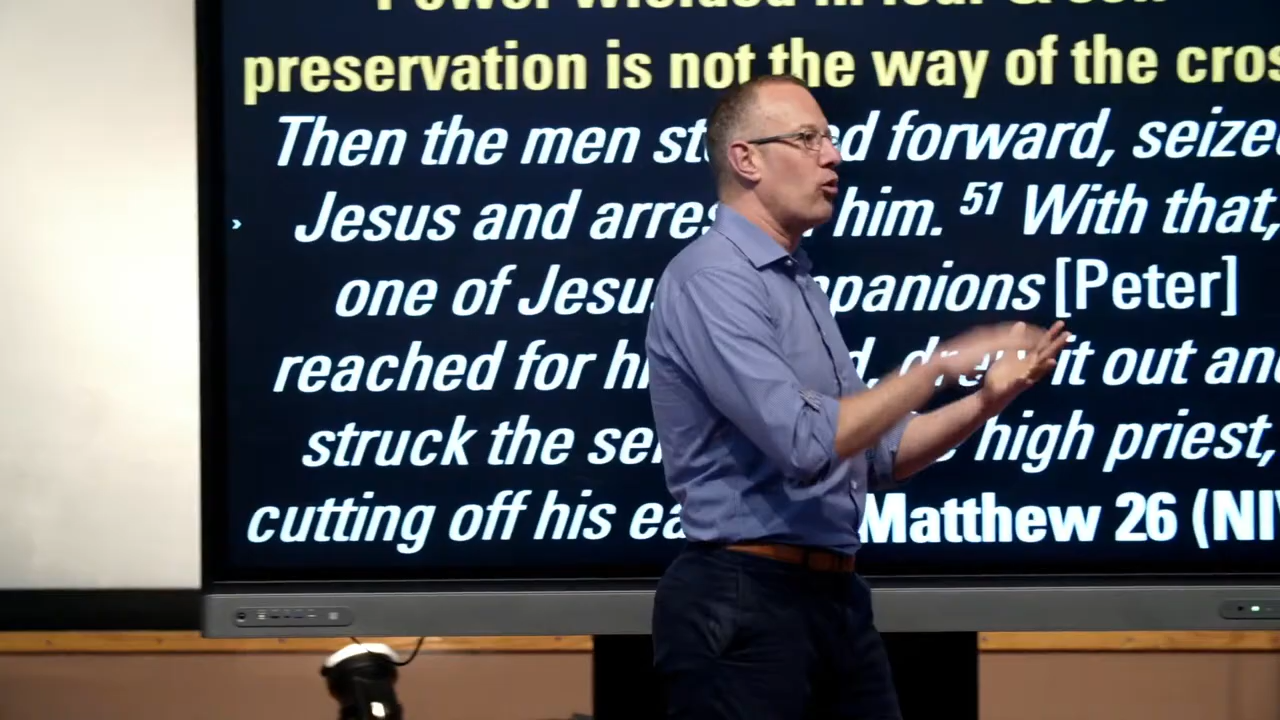 preservation is not the way of the cros
Then the men st d forward, seize
Jesus and arres him. 51 With that,
one of Jesu panions [Peter]
reached for hi d, drew it out an
struck the se high priest,
cutting off his ea Matthew 26 (NI